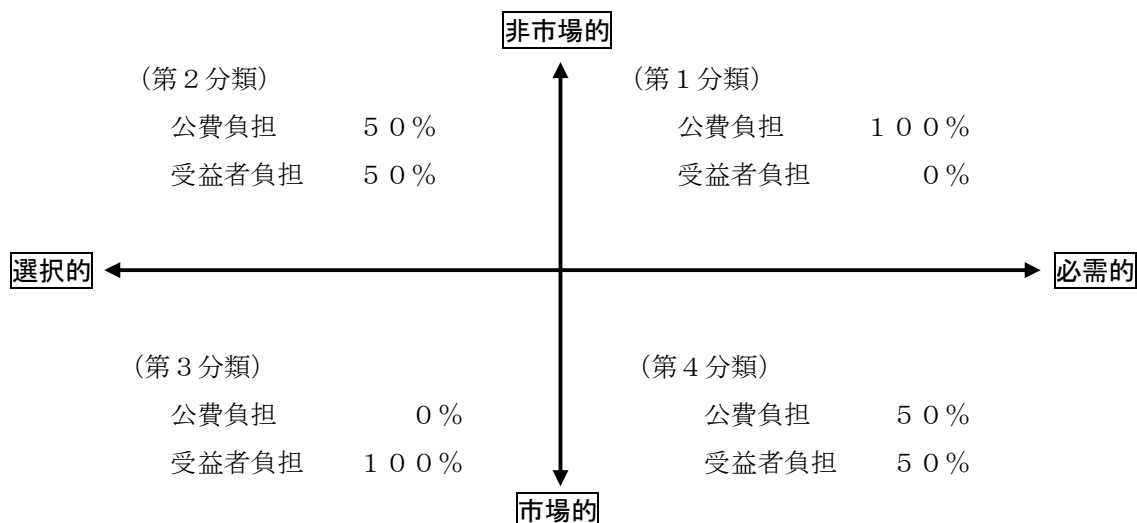 非市場的
(第2分類)
公費負担 50%
受益者負担 50%
(第1分類)
公費負担 100%
受益者負担 0%
選択的
必需的
(第3分類)
公費負担 0%
受益者負担 100%
(第4分類)
公費負担 50%
受益者負担 50%
市場的